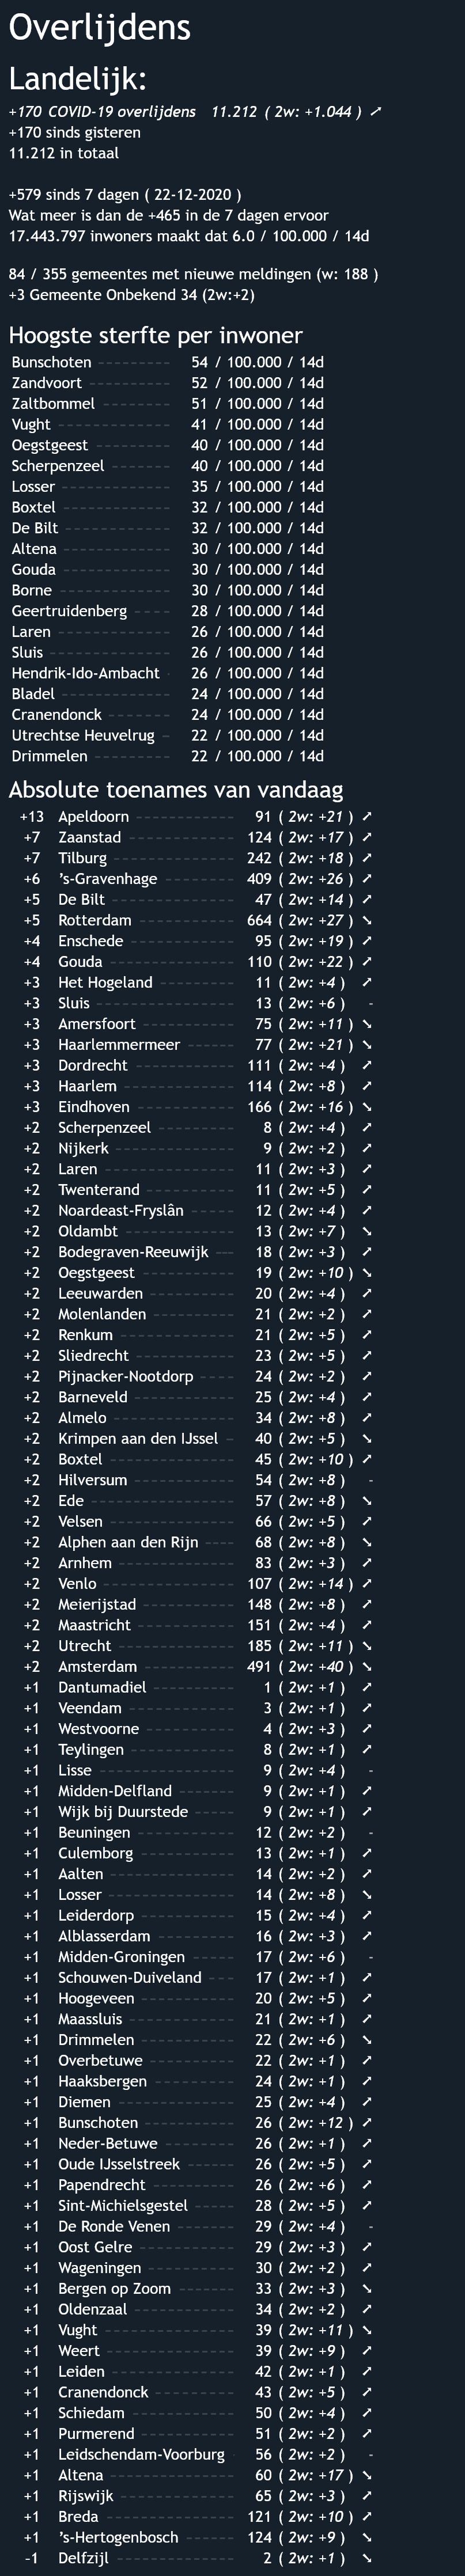 Overlijdens
Landelijk:
+170 COVID-19 overlijdens 11.212 ( 2w: +1.044 ) ➚
+170 sinds gisteren
11.212 in totaal
+579 sinds 7 dagen ( 22-12-2020 )
Wat meer is dan de +465 in de 7 dagen ervoor
17.443.797 inwoners maakt dat 6.0 / 100.000 / 14d
84 / 355 gemeentes met nieuwe meldingen (w: 188 )
+3 Gemeente Onbekend 34 (2w:+2)
Hoogste sterfte per inwoner
Bunschoten 54 / 100.000 / 14d
Zandvoort 52 / 100.000 / 14d
Zaltbommel 51 / 100.000 / 14d
Vught 41 / 100.000 / 14d
Oegstgeest 40 / 100.000 / 14d
Scherpenzeel 40 / 100.000 / 14d
Losser 35 / 100.000 / 14d
Boxtel 32 / 100.000 / 14d
De Bilt 32 / 100.000 / 14d
Altena 30 / 100.000 / 14d
Gouda 30 / 100.000 / 14d
Borne 30 / 100.000 / 14d
Geertruidenberg 28 / 100.000 / 14d
Laren 26 / 100.000 / 14d
Sluis 26 / 100.000 / 14d
Hendrik-Ido-Ambacht 26 / 100.000 / 14d
Bladel 24 / 100.000 / 14d
Cranendonck 24 / 100.000 / 14d
Utrechtse Heuvelrug 22 / 100.000 / 14d
Drimmelen 22 / 100.000 / 14d
Absolute toenames van vandaag
+13 Apeldoorn 91 ( 2w: +21 ) ➚
+7 Zaanstad 124 ( 2w: +17 ) ➚
+7 Tilburg 242 ( 2w: +18 ) ➚
+6 's-Gravenhage 409 ( 2w: +26 ) ➚
+5 De Bilt 47 ( 2w: +14 ) ➚
+5 Rotterdam 664 ( 2w: +27 ) ➘
+4 Enschede 95 ( 2w: +19 ) ➚
+4 Gouda 110 ( 2w: +22 ) ➚
+3 Het Hogeland 11 ( 2w: +4 ) ➚
+3 Sluis 13 ( 2w: +6 ) -
+3 Amersfoort 75 ( 2w: +11 ) ➘
+3 Haarlemmermeer 77 ( 2w: +21 ) ➘
+3 Dordrecht 111 ( 2w: +4 ) ➚
+3 Haarlem 114 ( 2w: +8 ) ➚
+3 Eindhoven 166 ( 2w: +16 ) ➘
+2 Scherpenzeel 8 ( 2w: +4 ) ➚
+2 Nijkerk 9 ( 2w: +2 ) ➚
+2 Laren 11 ( 2w: +3 ) ➚
+2 Twenterand 11 ( 2w: +5 ) ➚
+2 Noardeast-Fryslân 12 ( 2w: +4 ) ➚
+2 Oldambt 13 ( 2w: +7 ) ➘
+2 Bodegraven-Reeuwijk 18 ( 2w: +3 ) ➚
+2 Oegstgeest 19 ( 2w: +10 ) ➘
+2 Leeuwarden 20 ( 2w: +4 ) ➚
+2 Molenlanden 21 ( 2w: +2 ) ➚
+2 Renkum 21 ( 2w: +5 ) ➚
+2 Sliedrecht 23 ( 2w: +5 ) ➚
+2 Pijnacker-Nootdorp 24 ( 2w: +2 ) ➚
+2 Barneveld 25 ( 2w: +4 ) ➚
+2 Almelo 34 ( 2w: +8 ) ➚
+2 Krimpen aan den IJssel 40 ( 2w: +5 ) ➘
+2 Boxtel 45 ( 2w: +10 ) ➚
+2 Hilversum 54 ( 2w: +8 ) -
+2 Ede 57 ( 2w: +8 ) ➘
+2 Velsen 66 ( 2w: +5 ) ➚
+2 Alphen aan den Rijn 68 ( 2w: +8 ) ➘
+2 Arnhem 83 ( 2w: +3 ) ➚
+2 Venlo 107 ( 2w: +14 ) ➚
+2 Meierijstad 148 ( 2w: +8 ) ➚
+2 Maastricht 151 ( 2w: +4 ) ➚
+2 Utrecht 185 ( 2w: +11 ) ➘
+2 Amsterdam 491 ( 2w: +40 ) ➘
+1 Dantumadiel 1 ( 2w: +1 ) ➚
+1 Veendam 3 ( 2w: +1 ) ➚
+1 Westvoorne 4 ( 2w: +3 ) ➚
+1 Teylingen 8 ( 2w: +1 ) ➚
+1 Lisse 9 ( 2w: +4 ) -
+1 Midden-Delfland 9 ( 2w: +1 ) ➚
+1 Wijk bij Duurstede 9 ( 2w: +1 ) ➚
+1 Beuningen 12 ( 2w: +2 ) -
+1 Culemborg 13 ( 2w: +1 ) ➚
+1 Aalten 14 ( 2w: +2 ) ➚
+1 Losser 14 ( 2w: +8 ) ➘
+1 Leiderdorp 15 ( 2w: +4 ) ➚
+1 Alblasserdam 16 ( 2w: +3 ) ➚
+1 Midden-Groningen 17 ( 2w: +6 ) -
+1 Schouwen-Duiveland 17 ( 2w: +1 ) ➚
+1 Hoogeveen 20 ( 2w: +5 ) ➚
+1 Maassluis 21 ( 2w: +1 ) ➚
+1 Drimmelen 22 ( 2w: +6 ) ➘
+1 Overbetuwe 22 ( 2w: +1 ) ➚
+1 Haaksbergen 24 ( 2w: +1 ) ➚
+1 Diemen 25 ( 2w: +4 ) ➚
+1 Bunschoten 26 ( 2w: +12 ) ➚
+1 Neder-Betuwe 26 ( 2w: +1 ) ➚
+1 Oude IJsselstreek 26 ( 2w: +5 ) ➚
+1 Papendrecht 26 ( 2w: +6 ) ➚
+1 Sint-Michielsgestel 28 ( 2w: +5 ) ➚
+1 De Ronde Venen 29 ( 2w: +4 ) -
+1 Oost Gelre 29 ( 2w: +3 ) ➚
+1 Wageningen 30 ( 2w: +2 ) ➚
+1 Bergen op Zoom 33 ( 2w: +3 ) ➘
+1 Oldenzaal 34 ( 2w: +2 ) ➚
+1 Vught 39 ( 2w: +11 ) ➘
+1 Weert 39 ( 2w: +9 ) ➚
+1 Leiden 42 ( 2w: +1 ) ➚
+1 Cranendonck 43 ( 2w: +5 ) ➚
+1 Schiedam 50 ( 2w: +4 ) ➚
+1 Purmerend 51 ( 2w: +2 ) ➚
+1 Leidschendam-Voorburg 56 ( 2w: +2 ) -
+1 Altena 60 ( 2w: +17 ) ➘
+1 Rijswijk 65 ( 2w: +3 ) ➚
+1 Breda 121 ( 2w: +10 ) ➚
+1 's-Hertogenbosch 124 ( 2w: +9 ) ➘
-1 Delfzijl 2 ( 2w: +1 ) ➘